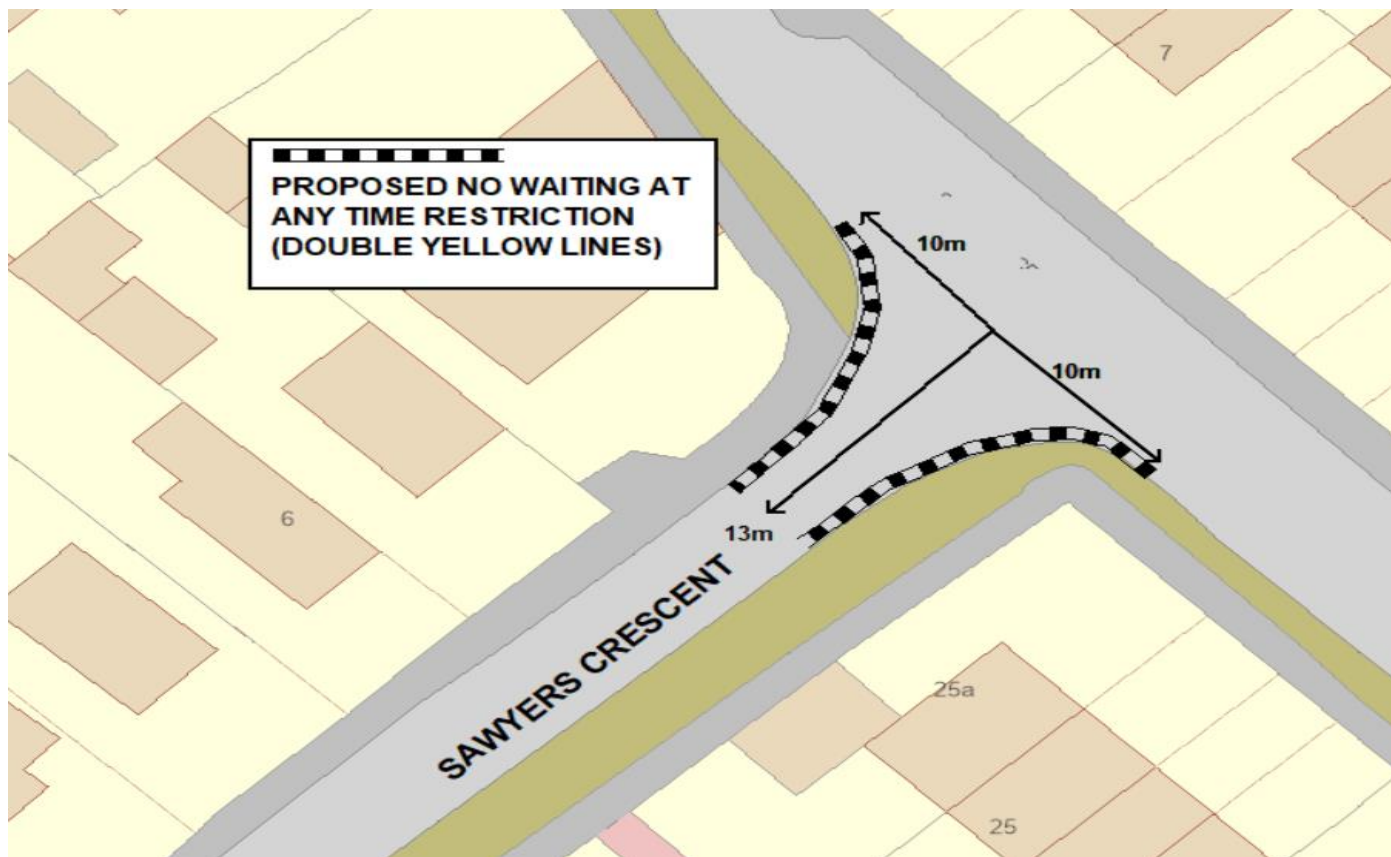 7
PROPOSED NO WAITING AT
ANY TIME RESTRICTION
(DOUBLE YELLOW LINES)
10m
10m
6
13m
SAWYERS CRESCENT
25a
25